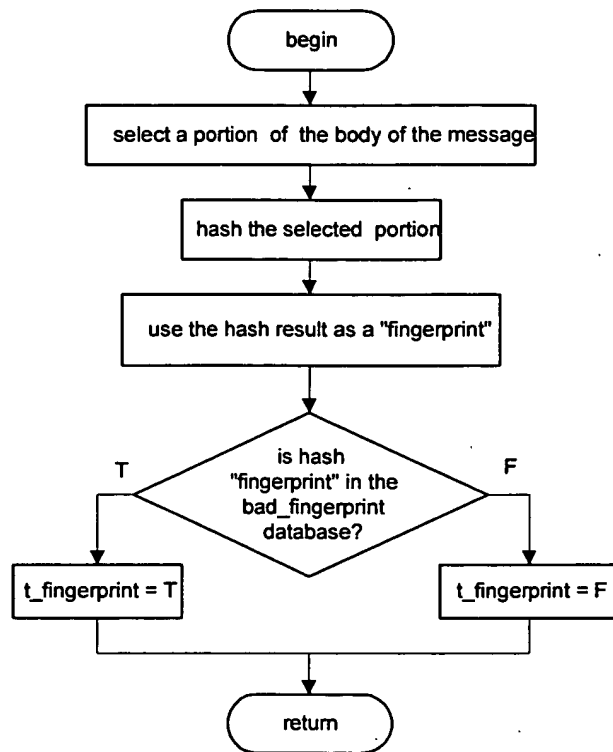 begin
select a portion of the body of the message
hash the selected portion
use the hash result as a "fingerprint"
is hash
"fingerprint" in the
bad_fingerprint
database?
T
F
t_fingerprint = T
t_fingerprint = F
return